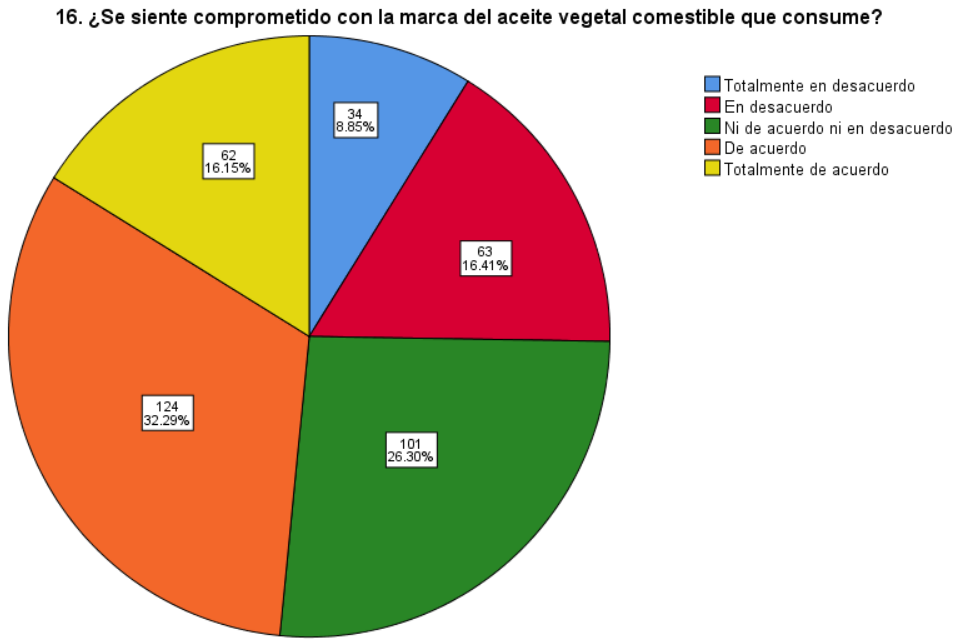 16. ¿Se siente comprometido con la marca del aceite vegetal comestible que consume?
Totalmente en desacuerdo
En desacuerdo
Ni de acuerdo ni en desacuerdo
De acuerdo
Totalmente de acuerdo
34
8.85%
62
16.15%
63
16.41%
124
32.29%
101
26.30%